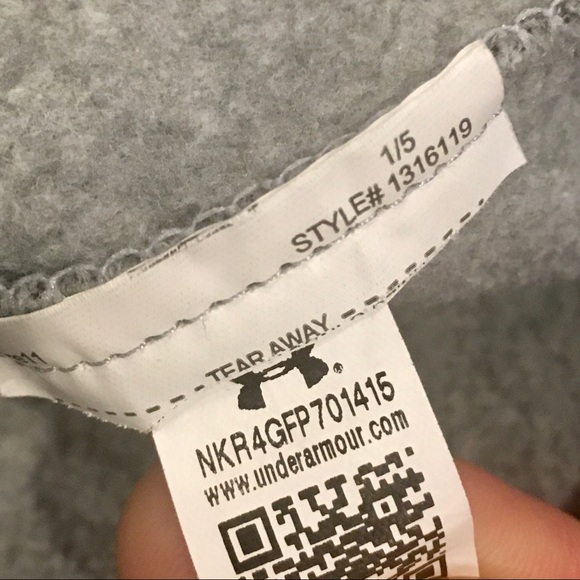 1/5
STYLE# 1316119
TEAR AWAY
NKR4GFP701415
www.underarmour.com